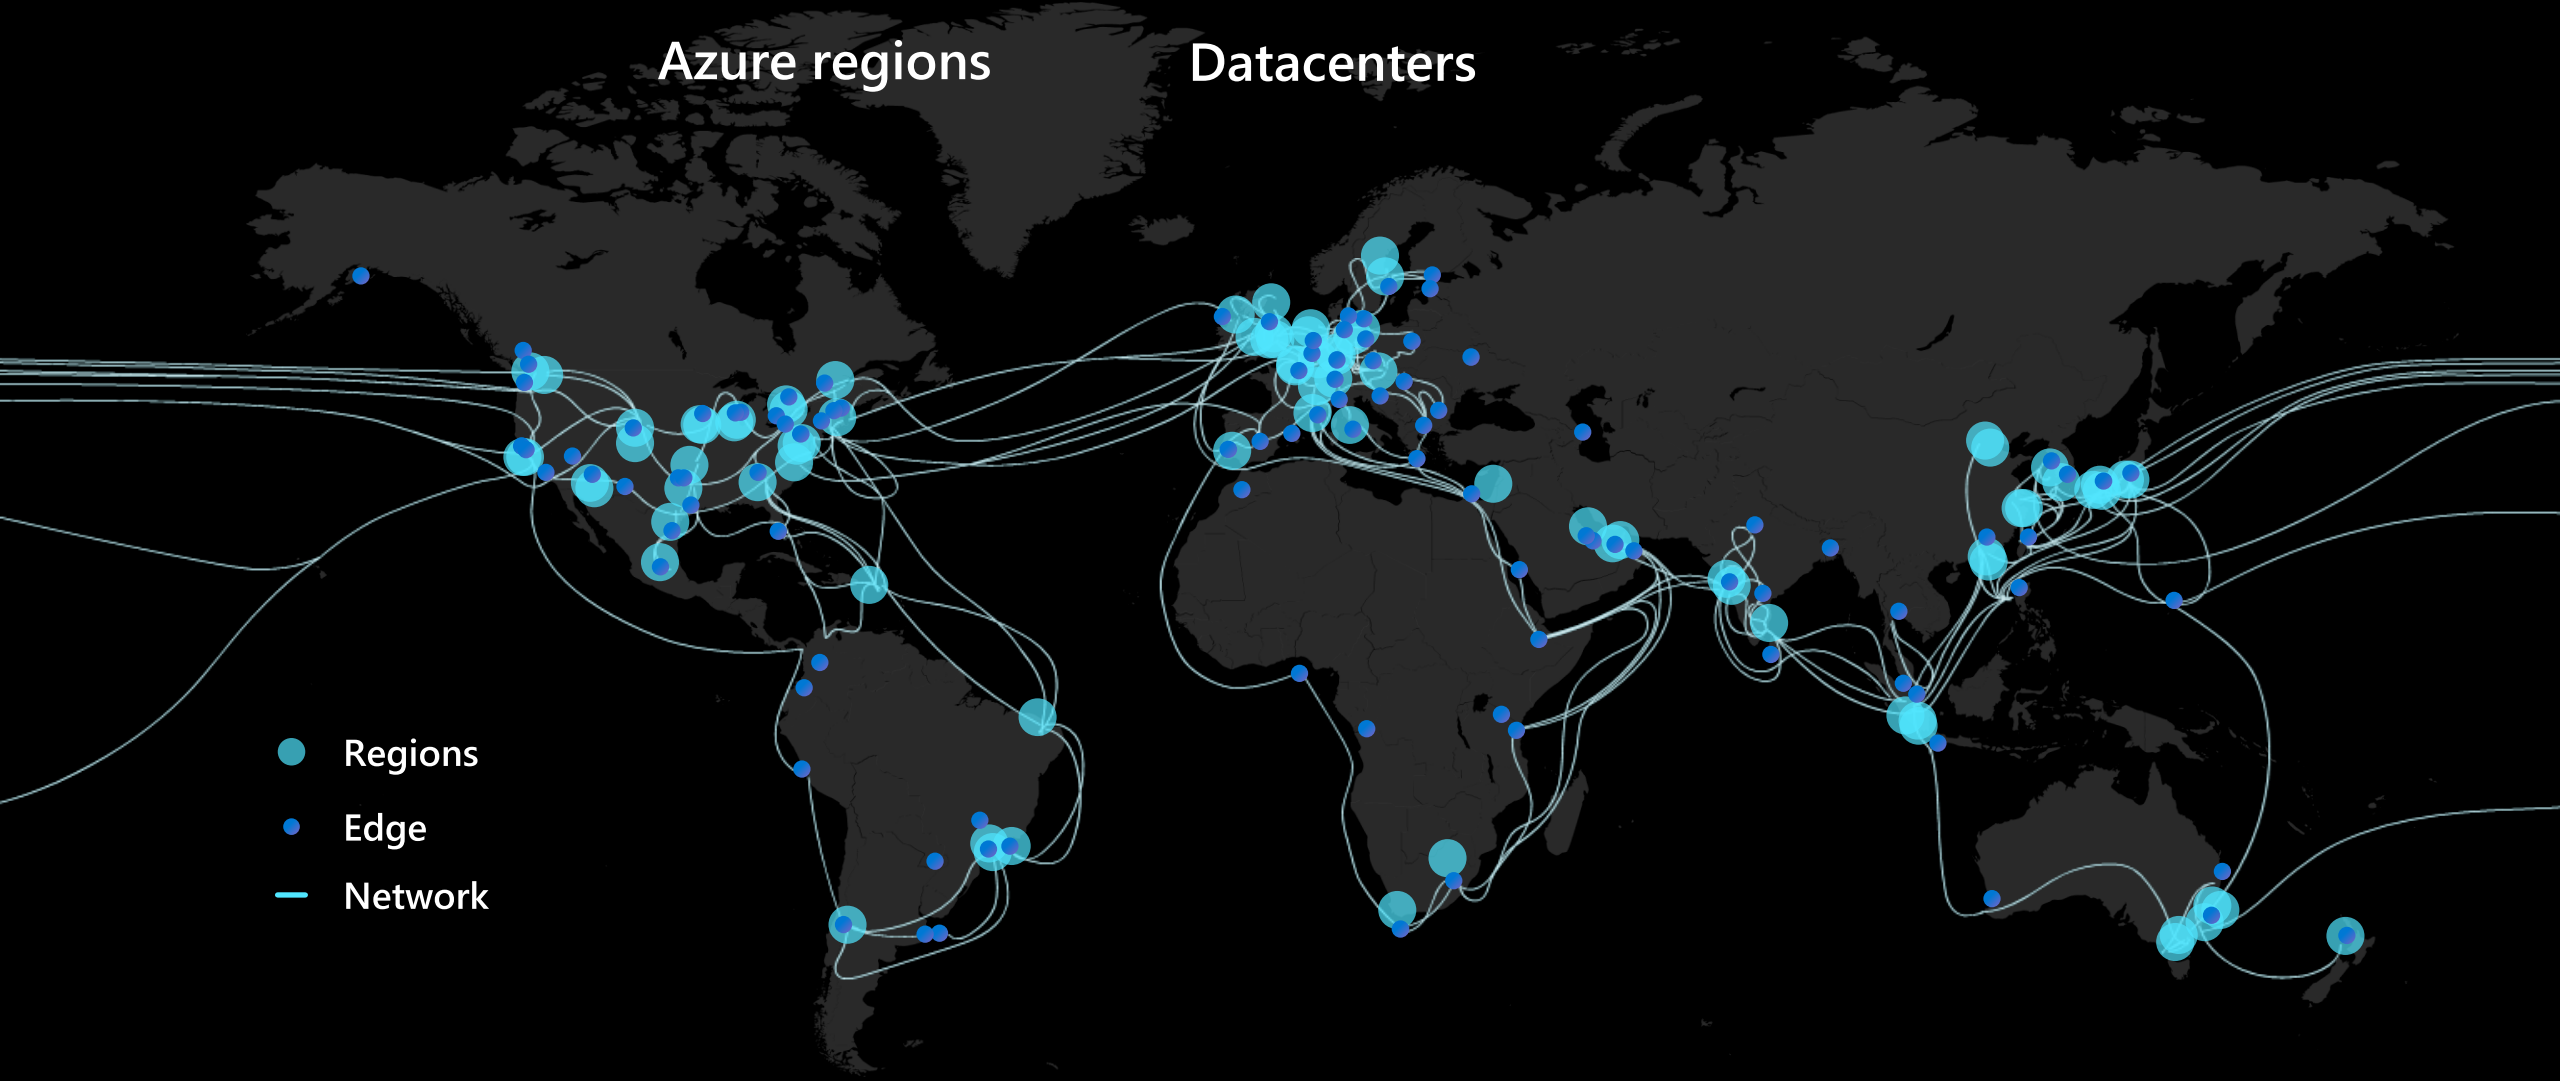 Azure regions
Datacenters
Regions
Edge
Network